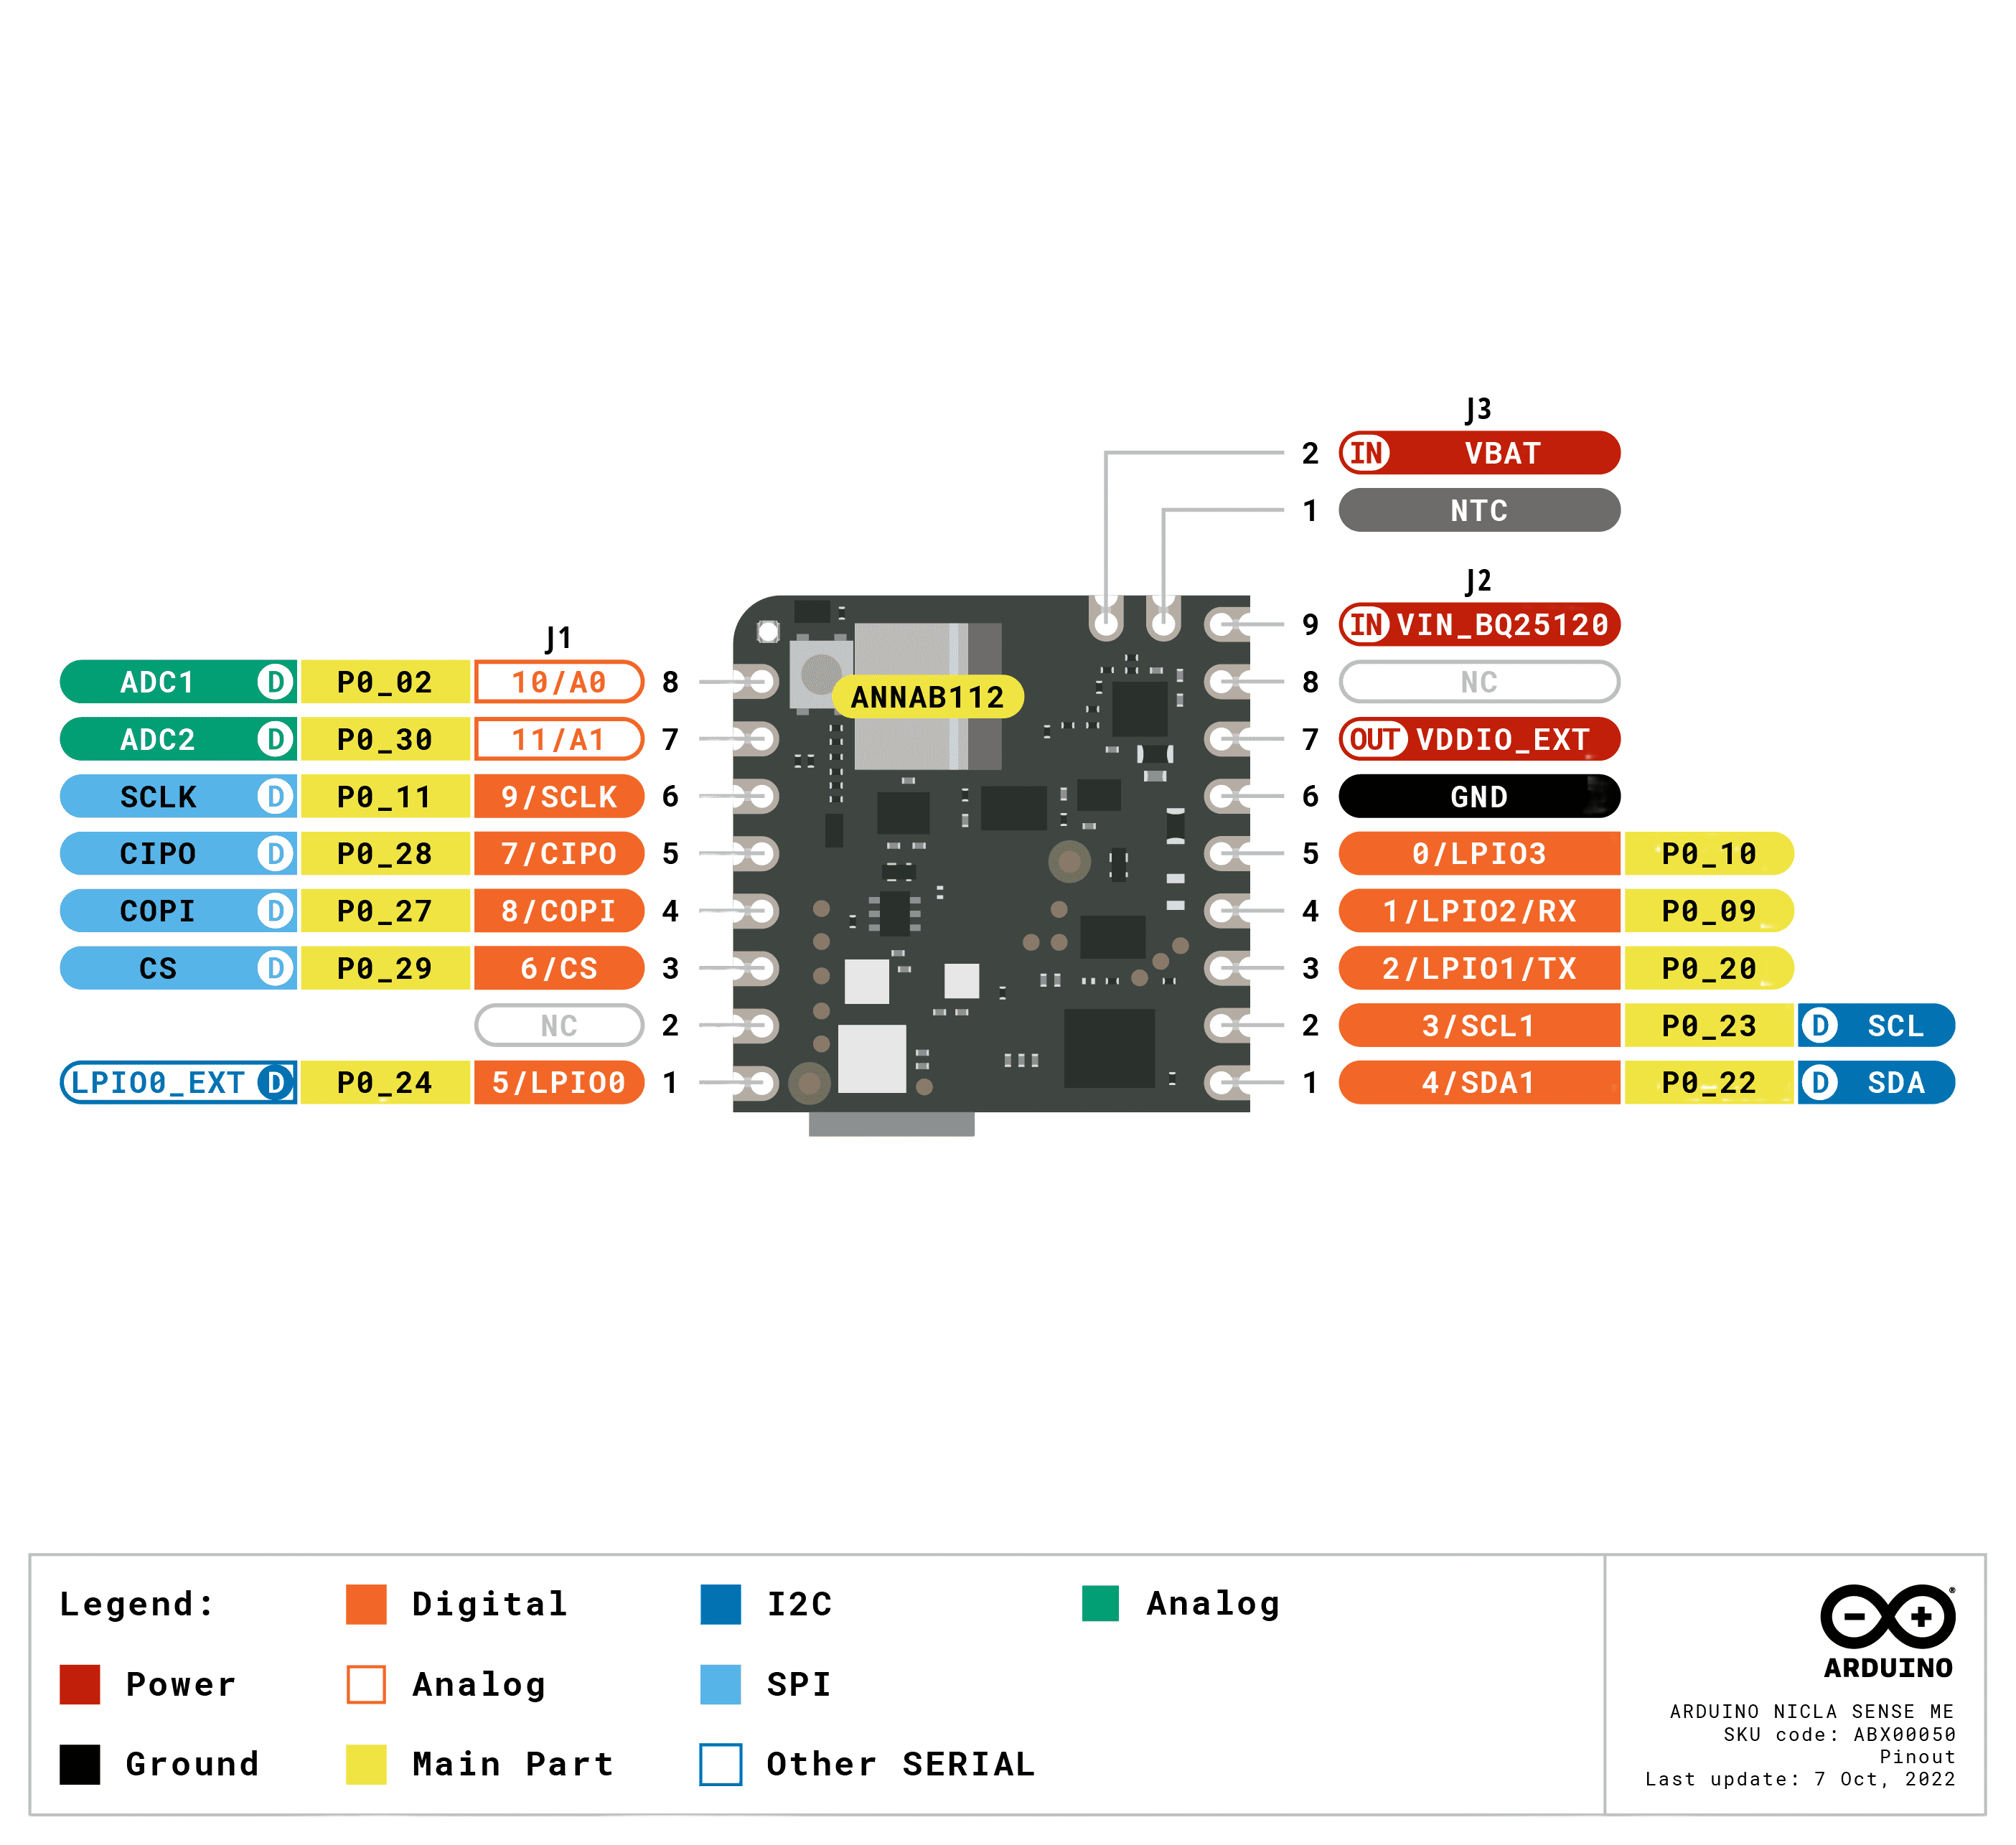 J3
2 IN VBAT
1 NTC
J2
9 IN VIN_BQ25120
8 NC
7 OUT VDDIO_EXT
6 GND
5 0/LPIO3 P0_10
4 1/LPIO2/RX P0_09
3 2/LPIO1/TX P0_20
2 3/SCL1 P0_23 D SCL
1 4/SDA1 P0_22 D SDA
J1
ADC1 D P0_02 10/A0 8
ADC2 D P0_30 11/A1 7
SCLK D P0_11 9/SCLK 6
CIPO D P0_28 7/CIPO 5
COPI D P0_27 8/COPI 4
CS D P0_29 6/CS 3
NC 2
LPIO0_EXT D P0_24 5/LPIO0 1
ANNAB112
Legend:
Power
Ground
Digital
Analog
Main Part
I2C
SPI
Other SERIAL
Analog
®
ARDUINO
ARDUINO NICLA SENSE ME
SKU code: ABX00050
Pinout
Last update: 7 Oct, 2022